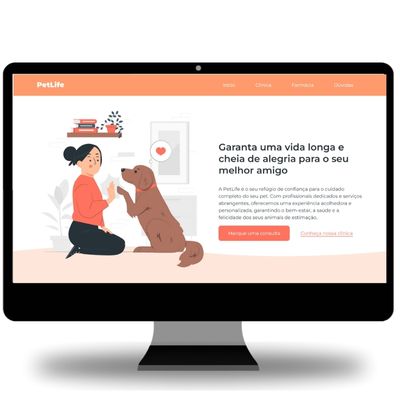 PetLife
Início Clínica Farmácia Dúvidas
Garanta uma vida longa e
cheia de alegria para o seu
melhor amigo
A PetLife é o seu refúgio de confiança para o cuidado
completo do seu pet. Com profissionais dedicados e serviços
abrangentes, oferecemos uma experiência acolhedora e
personalizada, garantindo o bem-estar, a saúde e a
felicidade dos seus animais de estimação.
Marque uma consulta Conheça nossa clínica